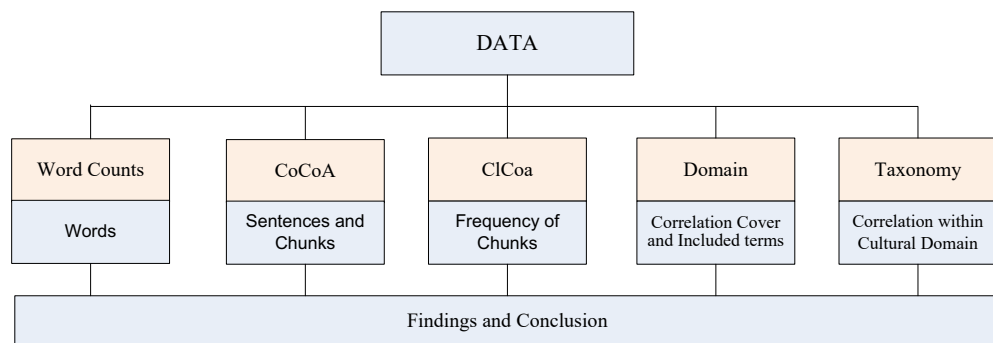 DATA
Word Counts
CoCoA
ClCoa
Domain
Taxonomy
Words
Sentences and
Chunks
Frequency of
Chunks
Correlation Cover
and Included terms
Correlation within
Cultural Domain
Findings and Conclusion